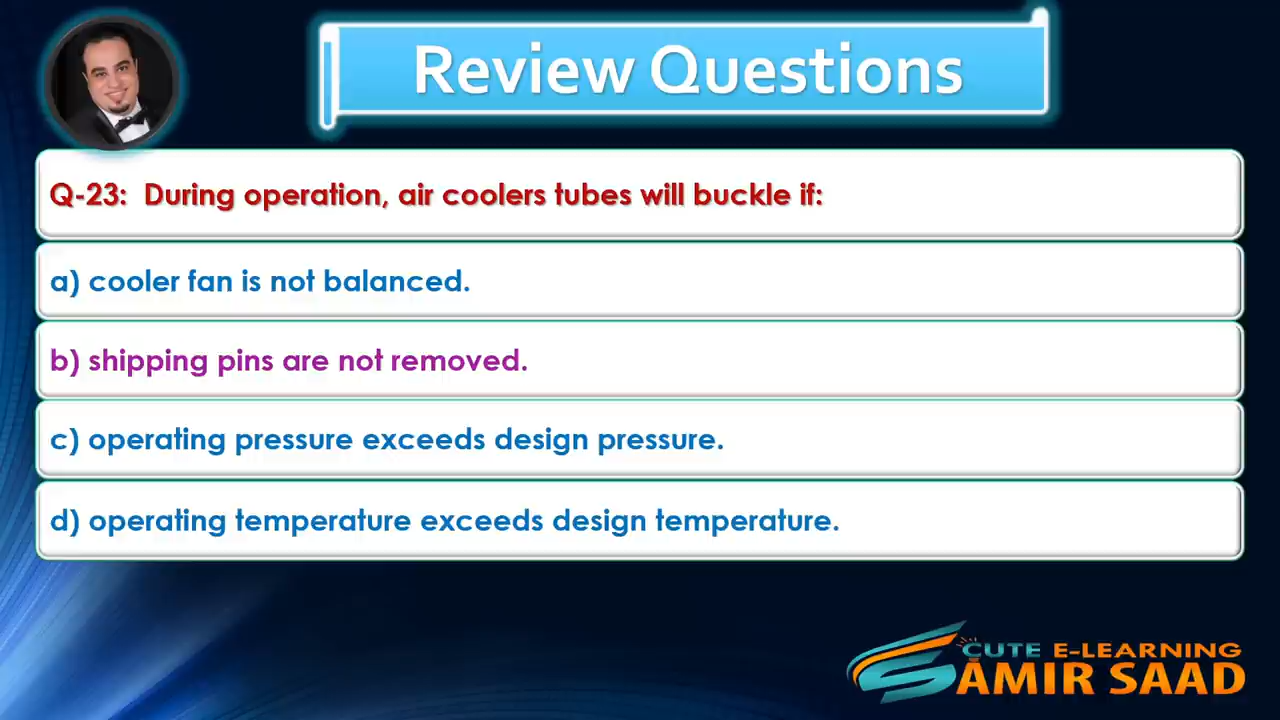 Review Questions
Q-23: During operation, air coolers tubes will buckle if:
a) cooler fan is not balanced.
b) shipping pins are not removed.
c) operating pressure exceeds design pressure.
d) operating temperature exceeds design temperature.
CUTE E-LEARNING
AMIR SAAD